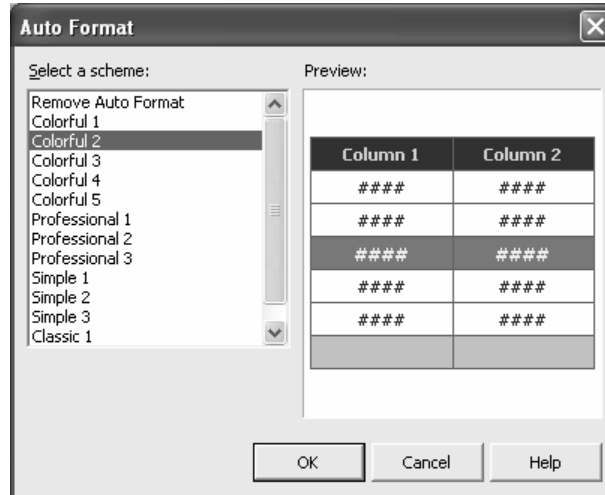 Auto Format
Select a scheme:
Preview:
Remove Auto Format
Colorful 1
Colorful 2
Colorful 3
Colorful 4
Colorful 5
Professional 1
Professional 2
Professional 3
Simple 1
Simple 2
Simple 3
Classic 1
Column 1 Column 2
#### ####
#### ####
#### ####
#### ####
#### ####
OK Cancel Help